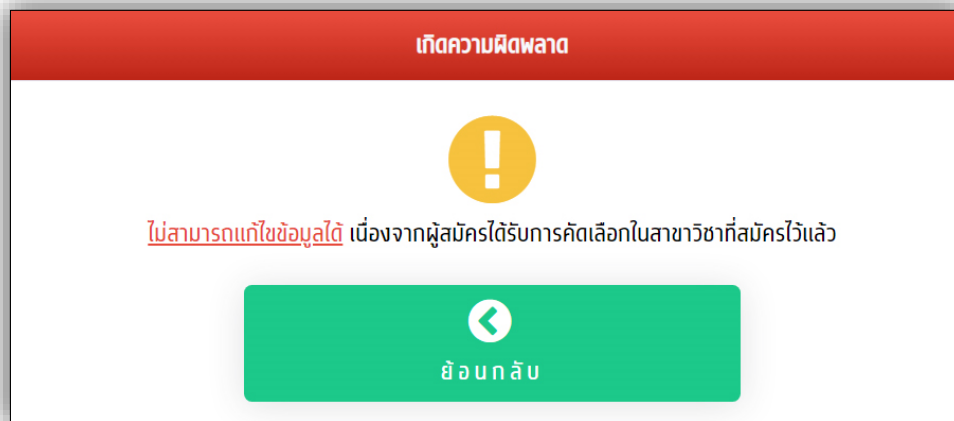 เกิดความผิดพลาด
ไม่สามารถแก้ไขข้อมูลได้ เนื่องจากผู้สมัครได้รับการคัดเลือกในสาขาวิชาที่สมัครไว้แล้ว
ย้อนกลับ